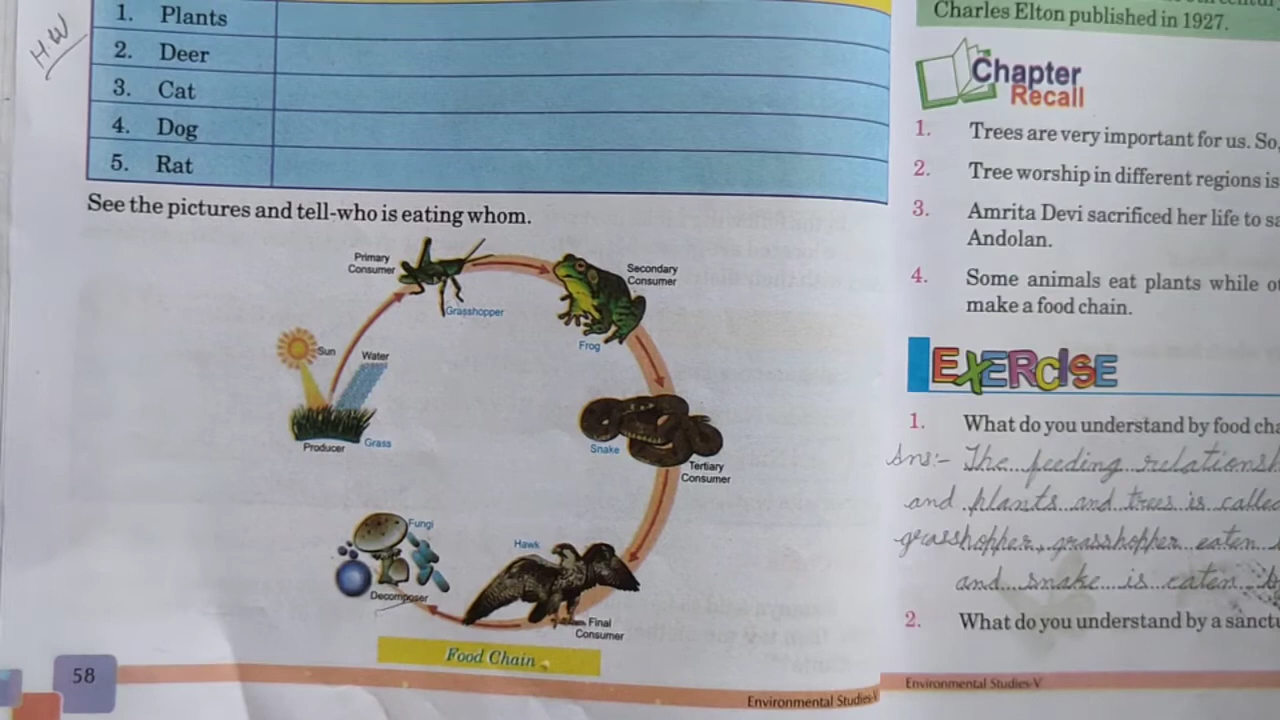 H.W
1. Plants
2. Deer
3. Cat
4. Dog
5. Rat
See the pictures and tell-who is eating whom.
Primary
Consumer
Grasshopper
Secondary
Consumer
Frog
Sun
Water
Producer
Grass
Snake
Tertiary
Consumer
Fungi
Decomposer
Hawk
Final
Consumer
Food Chain
58
Environmental Studies-V
Charles Elton published in 1927.
Chapter
Recall
1. Trees are very important for us. So,
2. Tree worship in different regions is
3. Amrita Devi sacrificed her life to
Andolan.
4. Some animals eat plants while
make a food chain.
EXERCISE
1. What do you understand by food
Ans:- The feeding
and plants and trees is called
grasshopper, grasshopper eaten
and snake is eaten
2. What do you understand by a
Environmental Studies-V